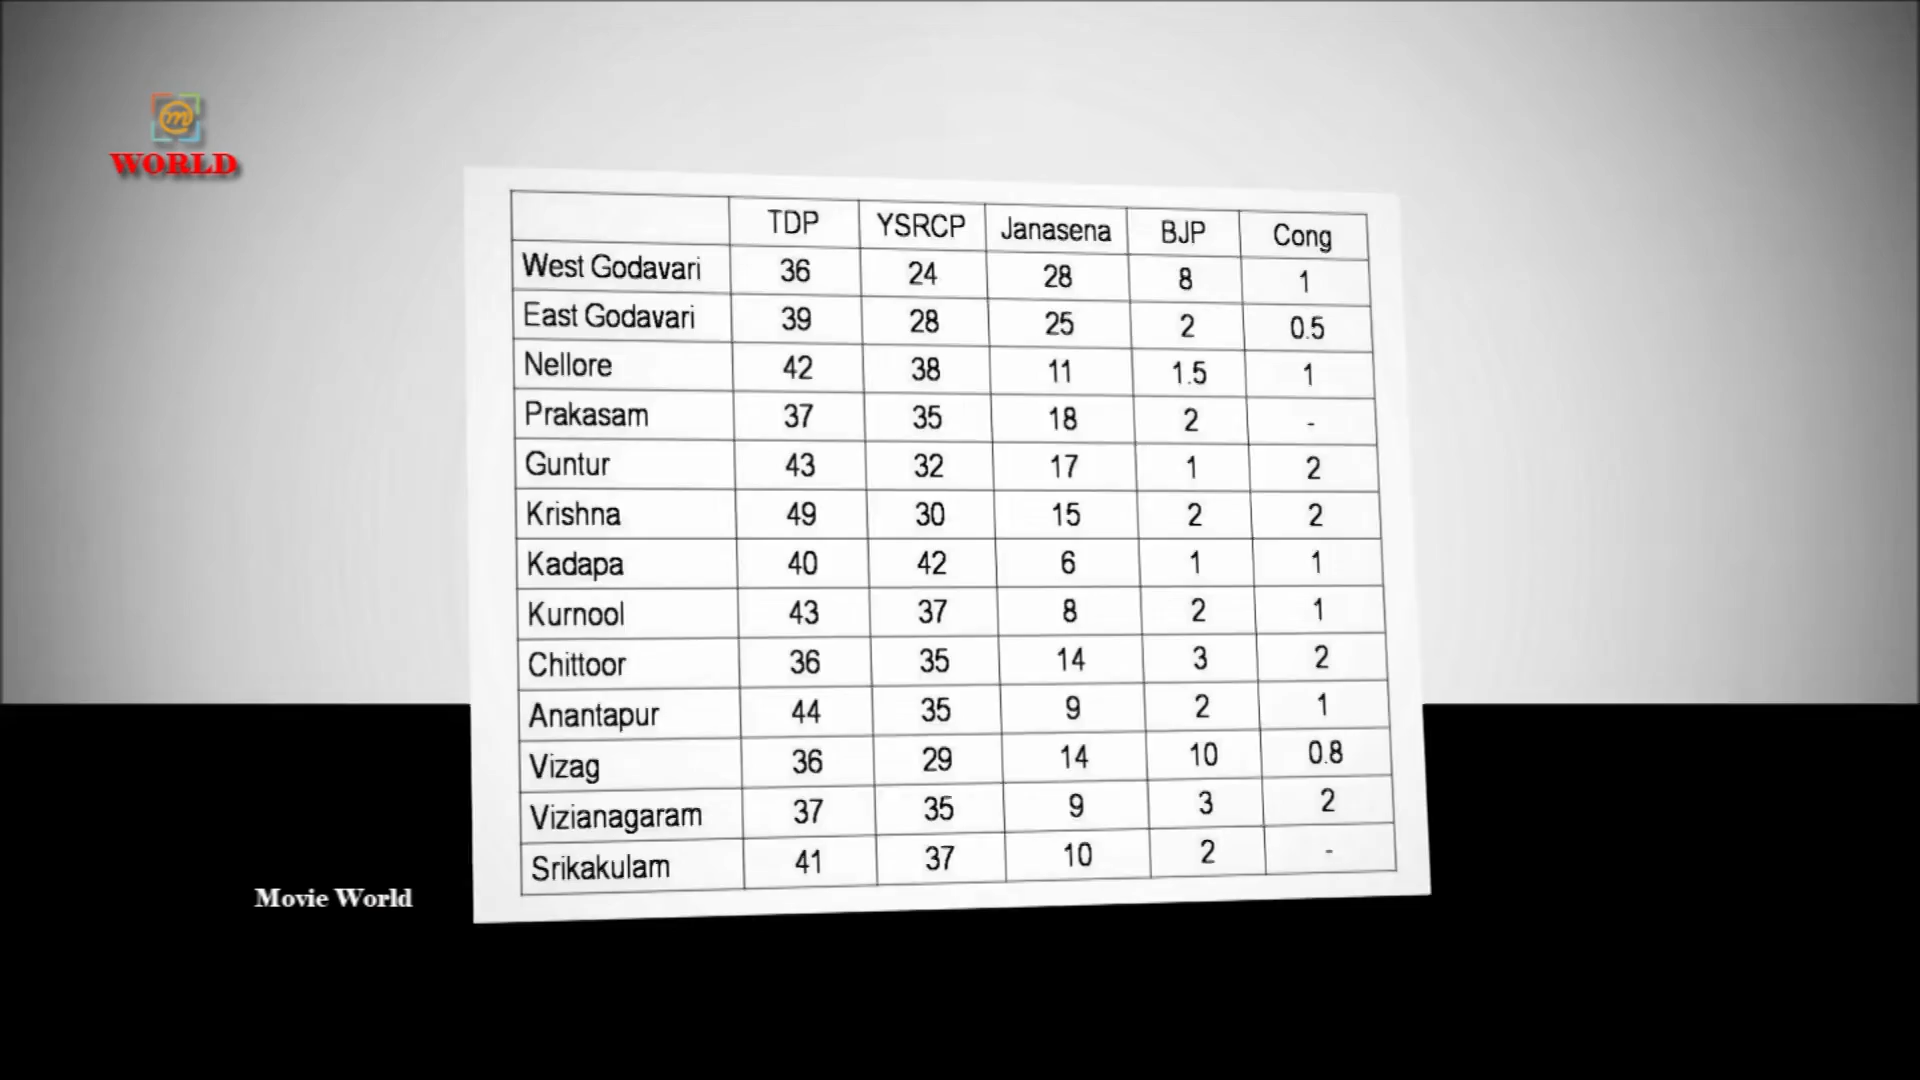 m
WORLD
TDP YSRCP Janasena BJP Cong
West Godavari 36 24 28 8 1
East Godavari 39 28 25 2 0.5
Nellore 42 38 11 1.5 1
Prakasam 37 35 18 2 -
Guntur 43 32 17 1 2
Krishna 49 30 15 2 2
Kadapa 40 42 6 1 1
Kurnool 43 37 8 2 1
Chittoor 36 35 14 3 2
Anantapur 44 35 9 2 1
Vizag 36 29 14 10 0.8
Vizianagaram 37 35 9 3 2
Srikakulam 41 37 10 2 -
Movie World